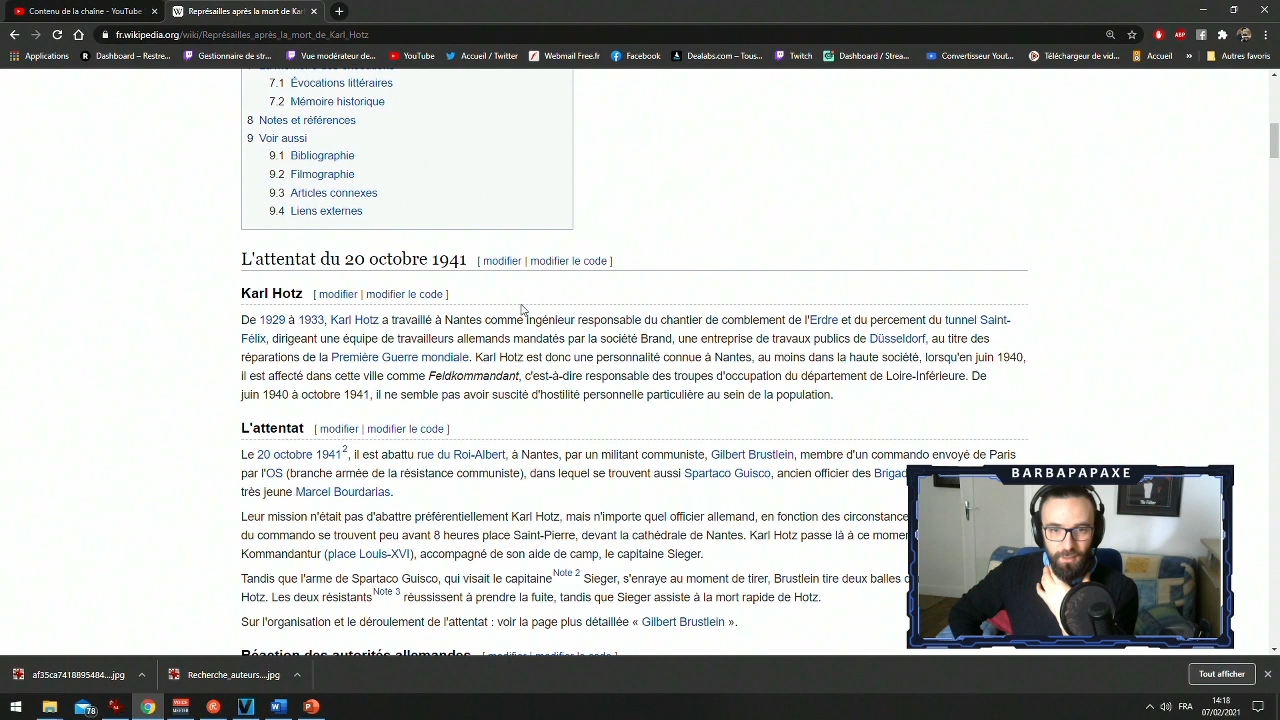 Contenu de la chaîne - YouTube
Représailles après la mort de Karl
fr.wikipedia.org/wiki/Représailles_après_la_mort_de_Karl_Hotz
Applications
Dashboard – Restre...
Gestionnaire de str...
Vue modérateur de...
YouTube
Accueil / Twitter
Webmail Free.fr
Facebook
Dealabs.com – Tous...
Twitch
Dashboard / Strea...
Convertisseur Yout...
Téléchargeur de vid...
Accueil
»
Autres favoris
7.1 Évocations littéraires
7.2 Mémoire historique
8 Notes et références
9 Voir aussi
9.1 Bibliographie
9.2 Filmographie
9.3 Articles connexes
9.4 Liens externes
L'attentat du 20 octobre 1941 [ modifier | modifier le code ]
Karl Hotz [ modifier | modifier le code ]
De 1929 à 1933, Karl Hotz a travaillé à Nantes comme ingénieur responsable du chantier de comblement de l'Erdre et du percement du tunnel Saint-
Félix, dirigeant une équipe de travailleurs allemands mandatés par la société Brand, une entreprise de travaux publics de Düsseldorf, au titre des
réparations de la Première Guerre mondiale. Karl Hotz est donc une personnalité connue à Nantes, au moins dans la haute société, lorsqu'en juin 1940,
il est affecté dans cette ville comme Feldkommandant, c'est-à-dire responsable des troupes d'occupation du département de Loire-Inférieure. De
juin 1940 à octobre 1941, il ne semble pas avoir suscité d'hostilité personnelle particulière au sein de la population.
L'attentat [ modifier | modifier le code ]
Le 20 octobre 1941 2, il est abattu rue du Roi-Albert, à Nantes, par un militant communiste, Gilbert Brustlein, membre d'un commando envoyé de Paris
par l'OS (branche armée de la résistance communiste), dans lequel se trouvent aussi Spartaco Guisco, ancien officier des Brigad
très jeune Marcel Bourdarias.
Leur mission n'était pas d'abattre préférentiellement Karl Hotz, mais n'importe quel officier allemand, en fonction des circonstance
du commando se trouvent peu avant 8 heures place Saint-Pierre, devant la cathédrale de Nantes. Karl Hotz passe là à ce momen
Kommandantur (place Louis-XVI), accompagné de son aide de camp, le capitaine Sieger.
Tandis que l'arme de Spartaco Guisco, qui visait le capitaine Note 2 Sieger, s'enraye au moment de tirer, Brustlein tire deux balles d
Hotz. Les deux résistants Note 3 réussissent à prendre la fuite, tandis que Sieger assiste à la mort rapide de Hotz.
Sur l'organisation et le déroulement de l'attentat : voir la page plus détaillée « Gilbert Brustlein ».
Réaction des autorités allemandes [ modifier | modifier le code ]
BARBAPAPAXE
af35ca7418895484....jpg
Recherche_auteurs....jpg
Tout afficher
78
FRA
14:18
07/02/2021